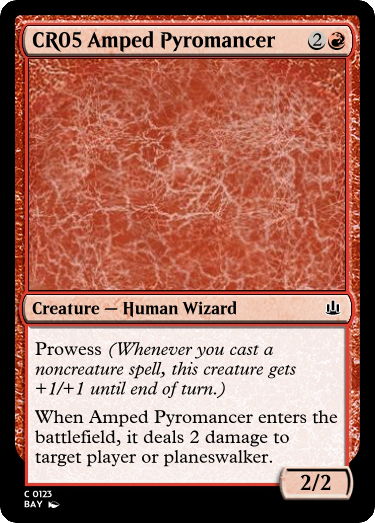 CR05 Amped Pyromancer 2
Creature — Human Wizard
Prowess (Whenever you cast a
noncreature spell, this creature gets
+1/+1 until end of turn.)
When Amped Pyromancer enters the
battlefield, it deals 2 damage to
target player or planeswalker.
2/2
C 0123
BAY